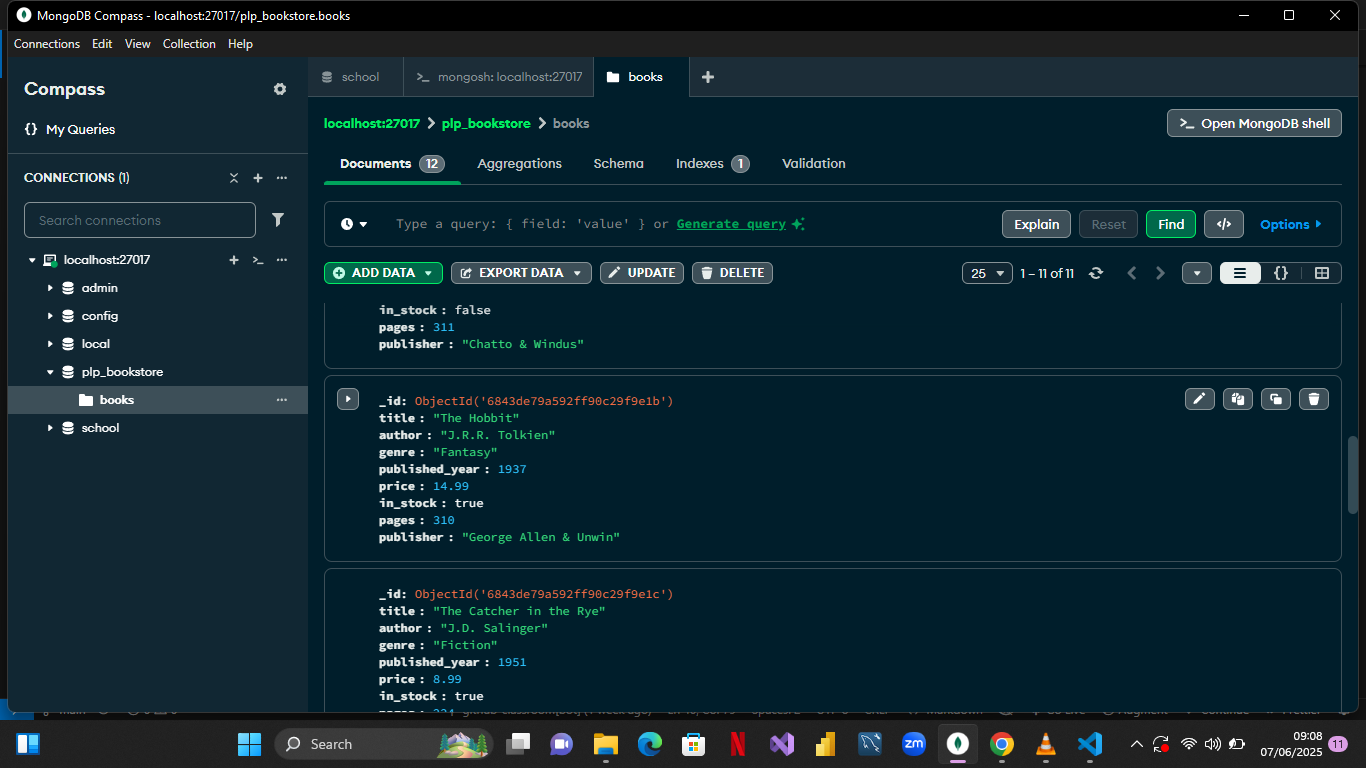 MongoDB Compass - localhost:27017/plp_bookstore.books
Connections Edit View Collection Help
Compass
{} My Queries
CONNECTIONS (1)
Search connections
localhost:27017
admin
config
local
plp_bookstore
books
school
school
>_ mongosh: localhost:27017
books
localhost:27017 > plp_bookstore > books
>_ Open MongoDB shell
Documents 12 Aggregations Schema Indexes 1 Validation
Type a query: { field: 'value' } or Generate query
Explain Reset Find </> Options
ADD DATA EXPORT DATA UPDATE DELETE
25 1 – 11 of 11
in_stock : false
pages : 311
publisher : "Chatto & Windus"
_id: ObjectId('6843de79a592ff90c29f9e1b')
title : "The Hobbit"
author : "J.R.R. Tolkien"
genre : "Fantasy"
published_year : 1937
price : 14.99
in_stock : true
pages : 310
publisher : "George Allen & Unwin"
_id: ObjectId('6843de79a592ff90c29f9e1c')
title : "The Catcher in the Rye"
author : "J.D. Salinger"
genre : "Fiction"
published_year : 1951
price : 8.99
in_stock : true
Search
zm
09:08
07/06/2025
11